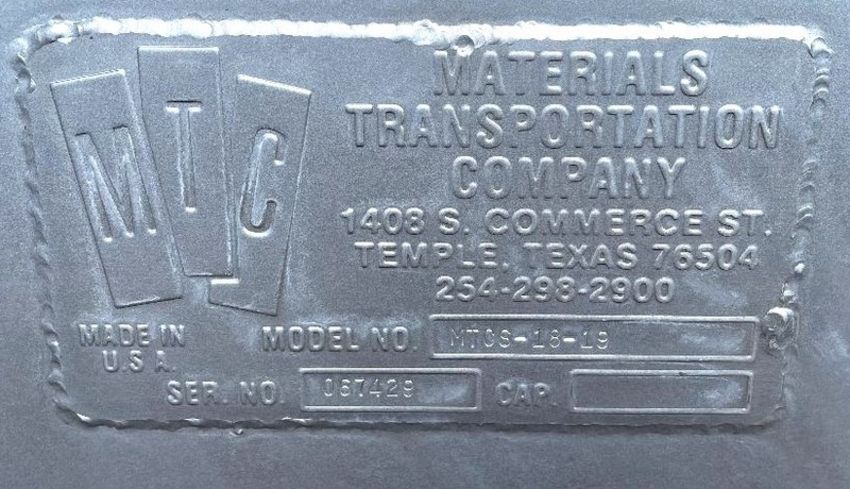 MTC
MATERIALS
TRANSPORTATION
COMPANY
1408 S. COMMERCE ST.
TEMPLE, TEXAS 76504
254-298-2900
MADE IN
U.S.A.
MODEL NO. MTCS-18-19
SER. NO. 067429 CAP.